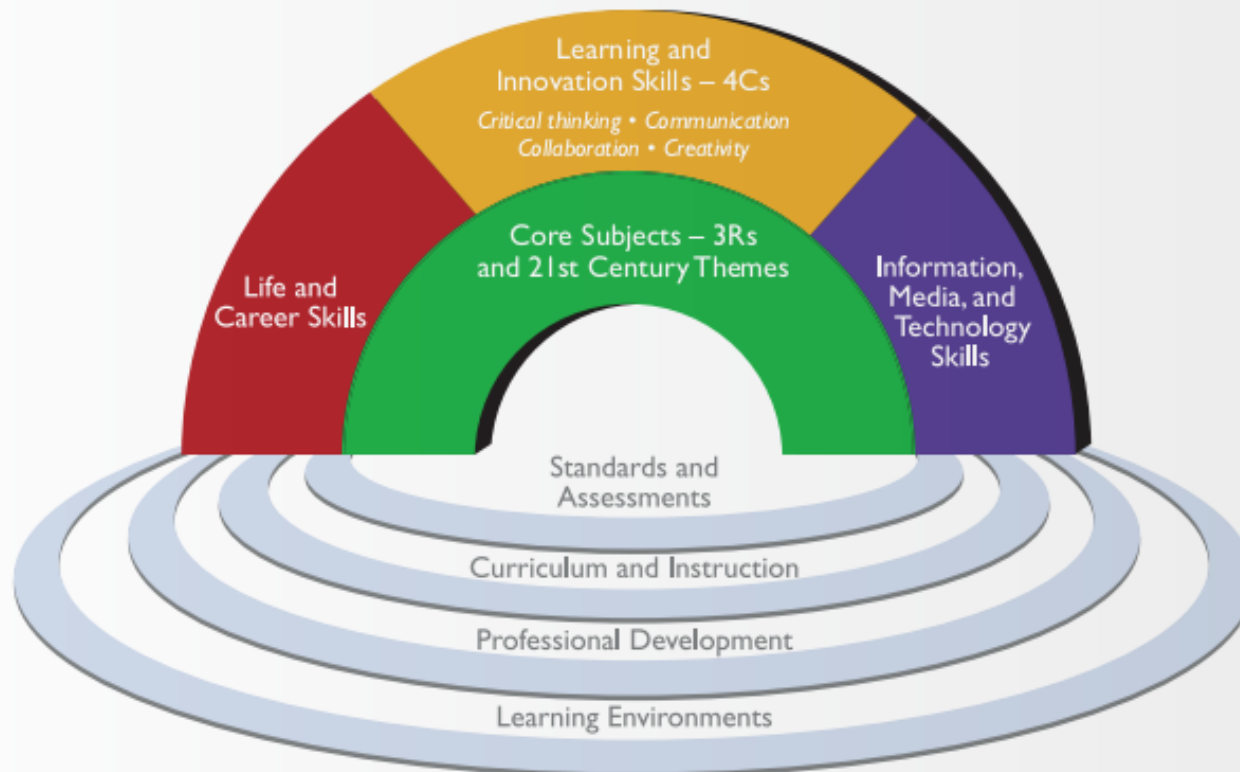 Learning and
Innovation Skills – 4Cs
Critical thinking • Communication
Collaboration • Creativity
Core Subjects – 3Rs
and 21st Century Themes
Life and
Career Skills
Information,
Media, and
Technology
Skills
Standards and
Assessments
Curriculum and Instruction
Professional Development
Learning Environments